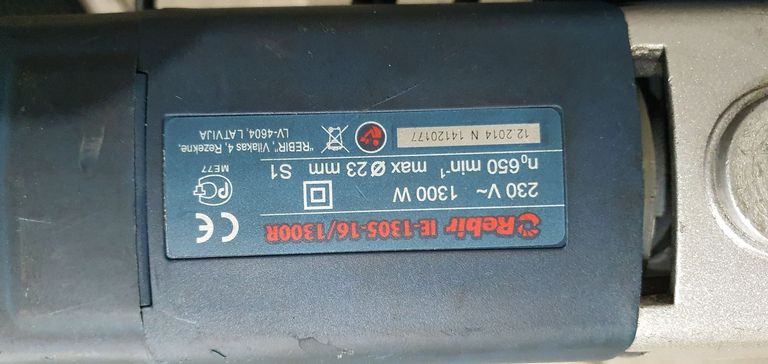 Rebir IE-1305-16/1300R
230 V~ 1300 W
n₀650 min⁻¹ max Ø 23 mm S1
12.2014 N 14120177
"REBIR", Vilakas, 4, Rezekne,
LV-4604, LATVIJA
CE
РСТ
ME77